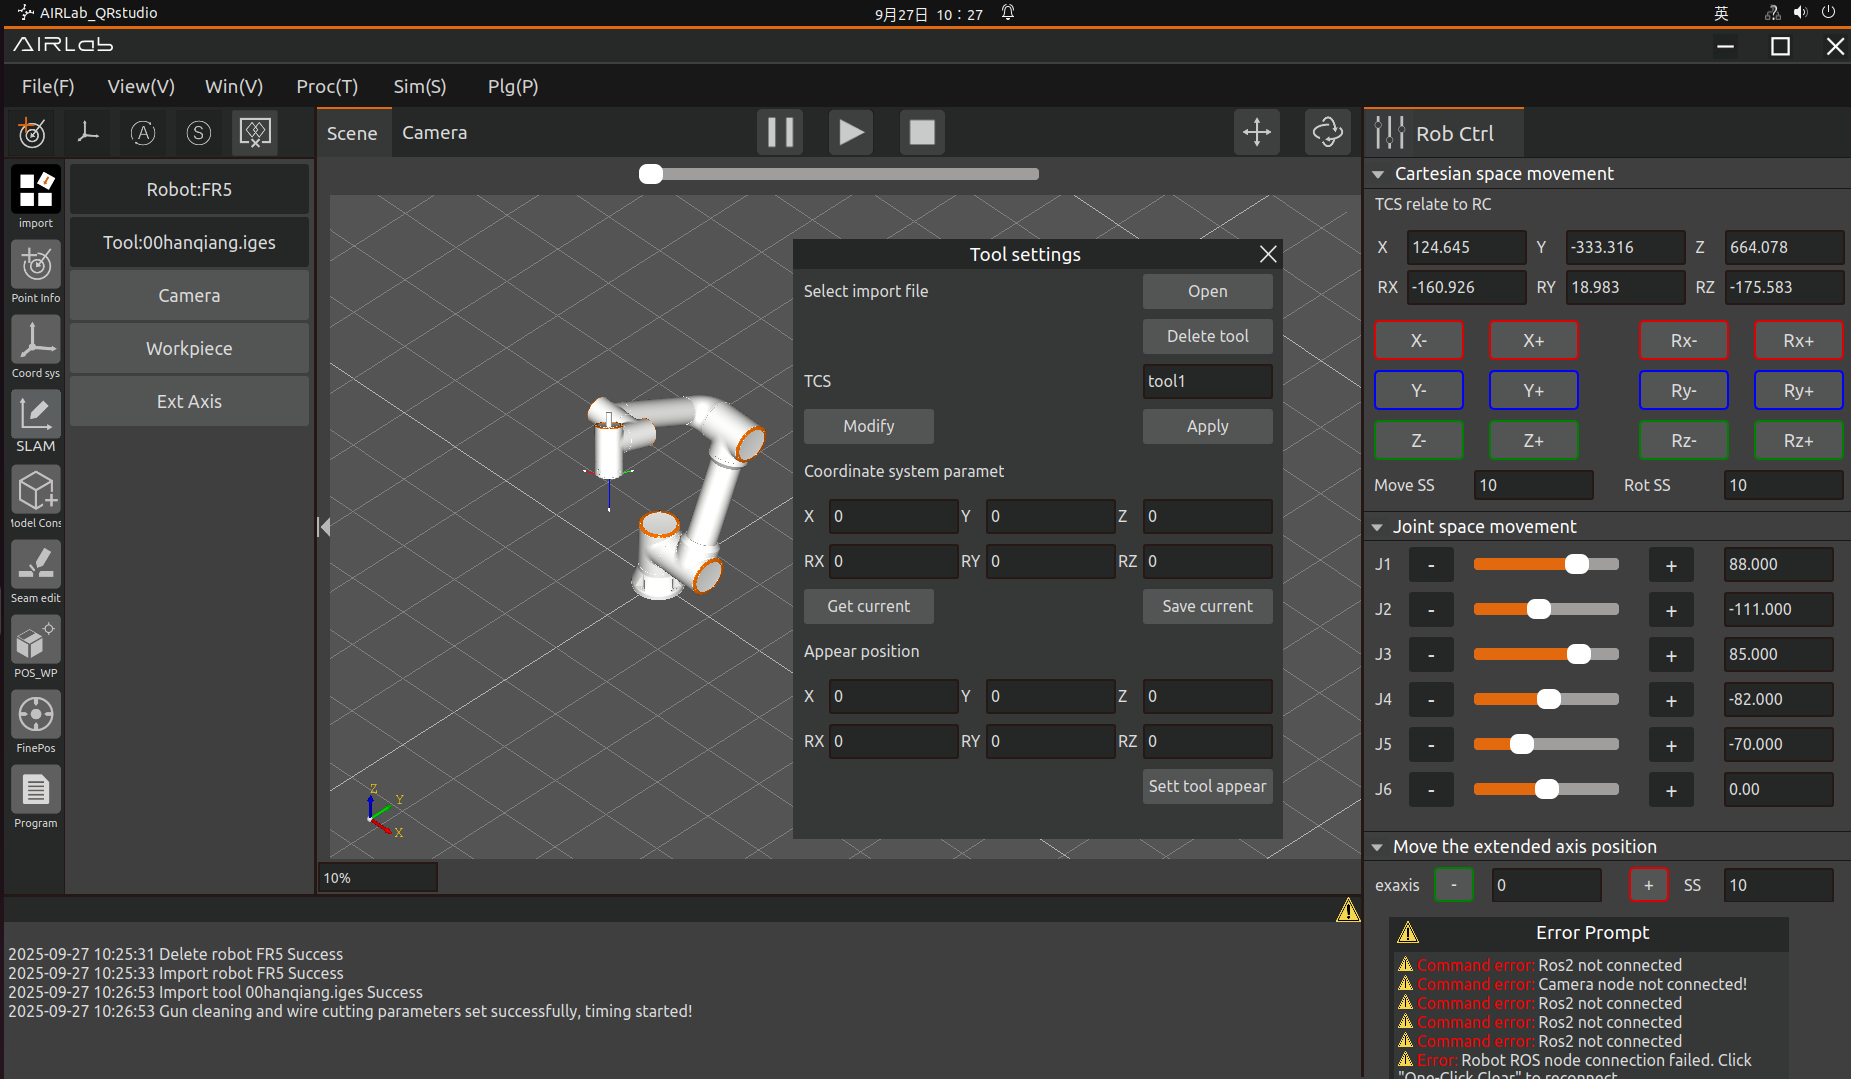 AIRLab_QRstudio
9月27日 10：27
英
AIRLab
File(F) View(V) Win(V) Proc(T) Sim(S) Plg(P)
A S
Scene Camera
Rob Ctrl
import
Point Info
Coord sys
SLAM
Model Cons
Seam edit
POS_WP
FinePos
Program
Robot:FR5
Tool:00hanqiang.iges
Camera
Workpiece
Ext Axis
Z
Y
X
10%
Tool settings
Select import file Open
Delete tool
TCS tool1
Modify Apply
Coordinate system paramet
X 0 Y 0 Z 0
RX 0 RY 0 RZ 0
Get current Save current
Appear position
X 0 Y 0 Z 0
RX 0 RY 0 RZ 0
Sett tool appear
Cartesian space movement
TCS relate to RC
X 124.645 Y -333.316 Z 664.078
RX -160.926 RY 18.983 RZ -175.583
X- X+ Rx- Rx+
Y- Y+ Ry- Ry+
Z- Z+ Rz- Rz+
Move SS 10 Rot SS 10
Joint space movement
J1 - + 88.000
J2 - + -111.000
J3 - + 85.000
J4 - + -82.000
J5 - + -70.000
J6 - + 0.00
Move the extended axis position
exaxis - 0 + SS 10
Error Prompt
Command error: Ros2 not connected
Command error: Camera node not connected!
Command error: Ros2 not connected
Command error: Ros2 not connected
Command error: Ros2 not connected
Error: Robot ROS node connection failed. Click
"One-Click Clear" to reconnect
2025-09-27 10:25:31 Delete robot FR5 Success
2025-09-27 10:25:33 Import robot FR5 Success
2025-09-27 10:26:53 Import tool 00hanqiang.iges Success
2025-09-27 10:26:53 Gun cleaning and wire cutting parameters set successfully, timing started!